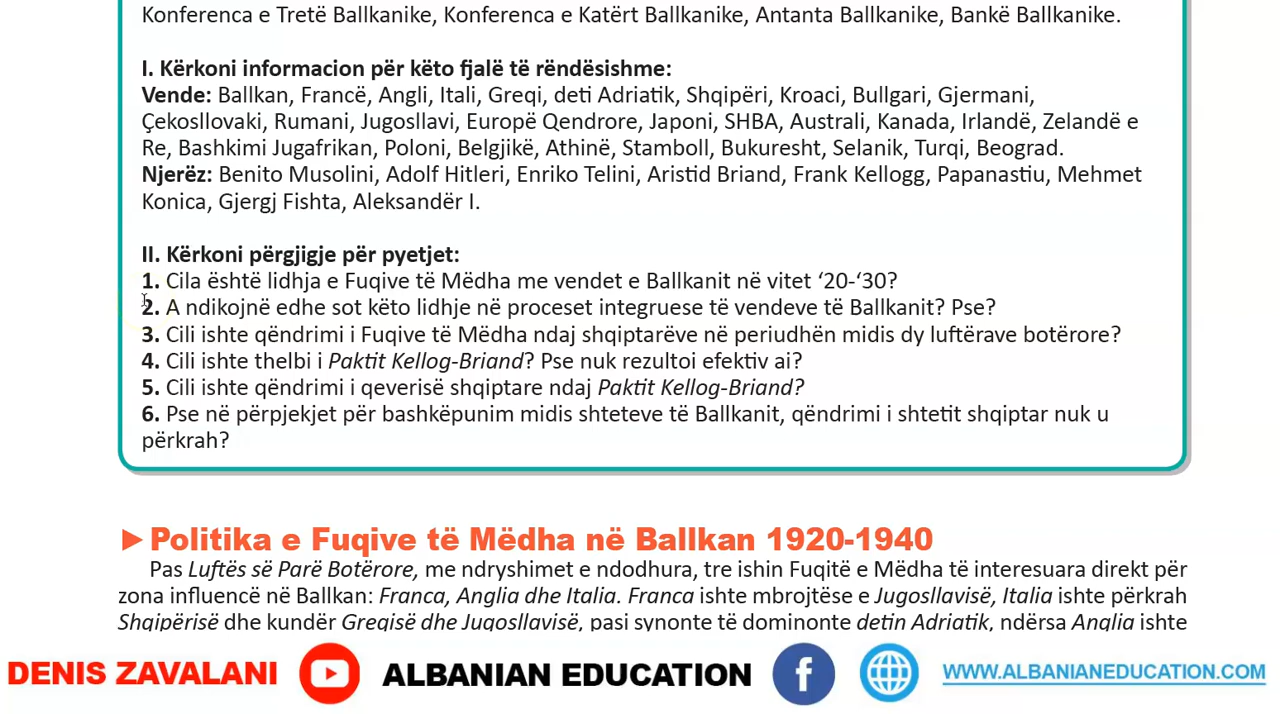 Konferenca e Tretë Ballkanike, Konferenca e Katërt Ballkanike, Antanta Ballkanike, Bankë Ballkanike.
I. Kërkoni informacion për këto fjalë të rëndësishme:
Vende: Ballkan, Francë, Angli, Itali, Greqi, deti Adriatik, Shqipëri, Kroaci, Bullgari, Gjermani,
Çekosllovaki, Rumani, Jugosllavi, Europë Qendrore, Japoni, SHBA, Australi, Kanada, Irlandë, Zelandë e
Re, Bashkimi Jugafrikan, Poloni, Belgjikë, Athinë, Stamboll, Bukuresht, Selanik, Turqi, Beograd.
Njerëz: Benito Musolini, Adolf Hitleri, Enriko Telini, Aristid Briand, Frank Kellogg, Papanastiu, Mehmet
Konica, Gjergj Fishta, Aleksandër I.
II. Kërkoni përgjigje për pyetjet:
1. Cila është lidhja e Fuqive të Mëdha me vendet e Ballkanit në vitet ‘20-‘30?
2. A ndikojnë edhe sot këto lidhje në proceset integruese të vendeve të Ballkanit? Pse?
3. Cili ishte qëndrimi i Fuqive të Mëdha ndaj shqiptarëve në periudhën midis dy luftërave botërore?
4. Cili ishte thelbi i Paktit Kellog-Briand? Pse nuk rezultoi efektiv ai?
5. Cili ishte qëndrimi i qeverisë shqiptare ndaj Paktit Kellog-Briand?
6. Pse në përpjekjet për bashkëpunim midis shteteve të Ballkanit, qëndrimi i shtetit shqiptar nuk u
përkrah?
►Politika e Fuqive të Mëdha në Ballkan 1920-1940
Pas Luftës së Parë Botërore, me ndryshimet e ndodhura, tre ishin Fuqitë e Mëdha të interesuara direkt për
zona influencë në Ballkan: Franca, Anglia dhe Italia. Franca ishte mbrojtëse e Jugosllavisë, Italia ishte përkrah
Shqipërisë dhe kundër Greqisë dhe Jugosllavisë, pasi synonte të dominonte detin Adriatik, ndërsa Anglia ishte
DENIS ZAVALANI ALBANIAN EDUCATION f WWW.ALBANIANEDUCATION.COM